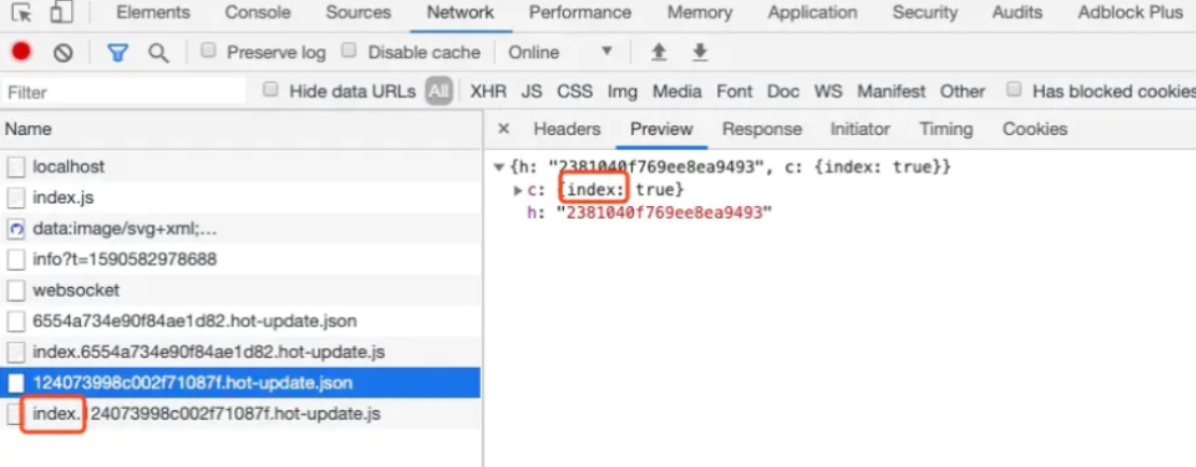 Elements Console Sources Network Performance Memory Application Security Audits Adblock Plus
Preserve log Disable cache Online
Filter Hide data URLs All XHR JS CSS Img Media Font Doc WS Manifest Other Has blocked cookies
Name
× Headers Preview Response Initiator Timing Cookies
localhost
index.js
data:image/svg+xml;...
info?t=1590582978688
websocket
6554a734e90f84ae1d82.hot-update.json
index.6554a734e90f84ae1d82.hot-update.js
124073998c002f71087f.hot-update.json
index.124073998c002f71087f.hot-update.js
{h: "2381040f769ee8ea9493", c: {index: true}}
c: {index: true}
h: "2381040f769ee8ea9493"